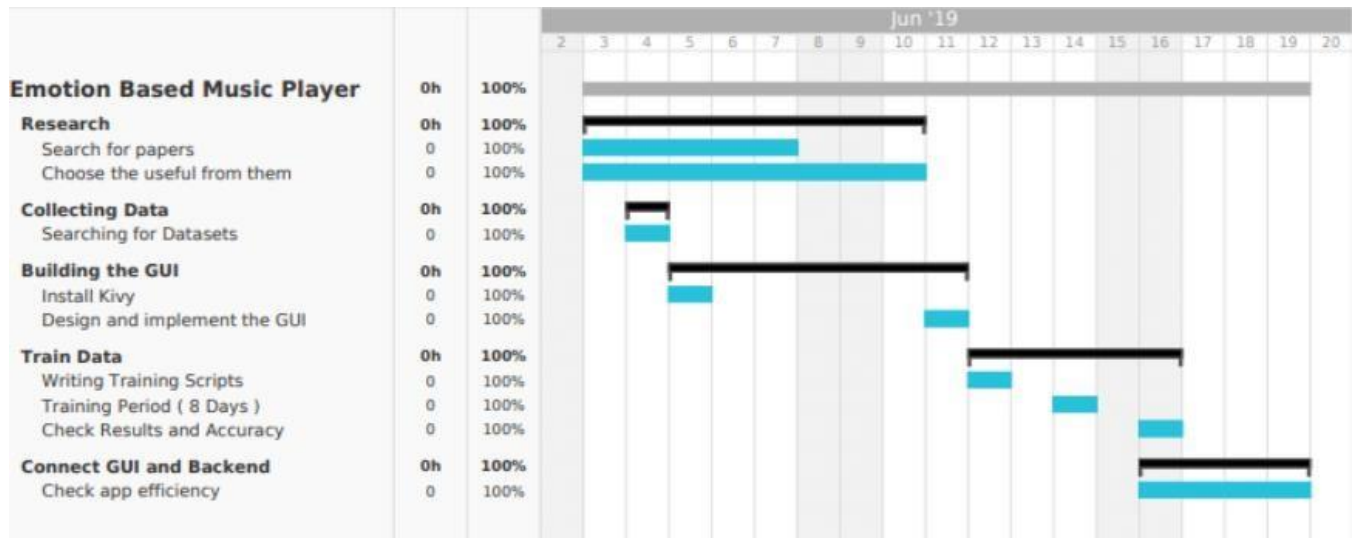 Jun '19
2 3 4 5 6 7 8 9 10 11 12 13 14 15 16 17 18 19 20
Emotion Based Music Player 0h 100%
Research 0h 100%
Search for papers 0 100%
Choose the useful from them 0 100%
Collecting Data 0h 100%
Searching for Datasets 0 100%
Building the GUI 0h 100%
Install Kivy 0 100%
Design and implement the GUI 0 100%
Train Data 0h 100%
Writing Training Scripts 0 100%
Training Period ( 8 Days ) 0 100%
Check Results and Accuracy 0 100%
Connect GUI and Backend 0h 100%
Check app efficiency 0 100%